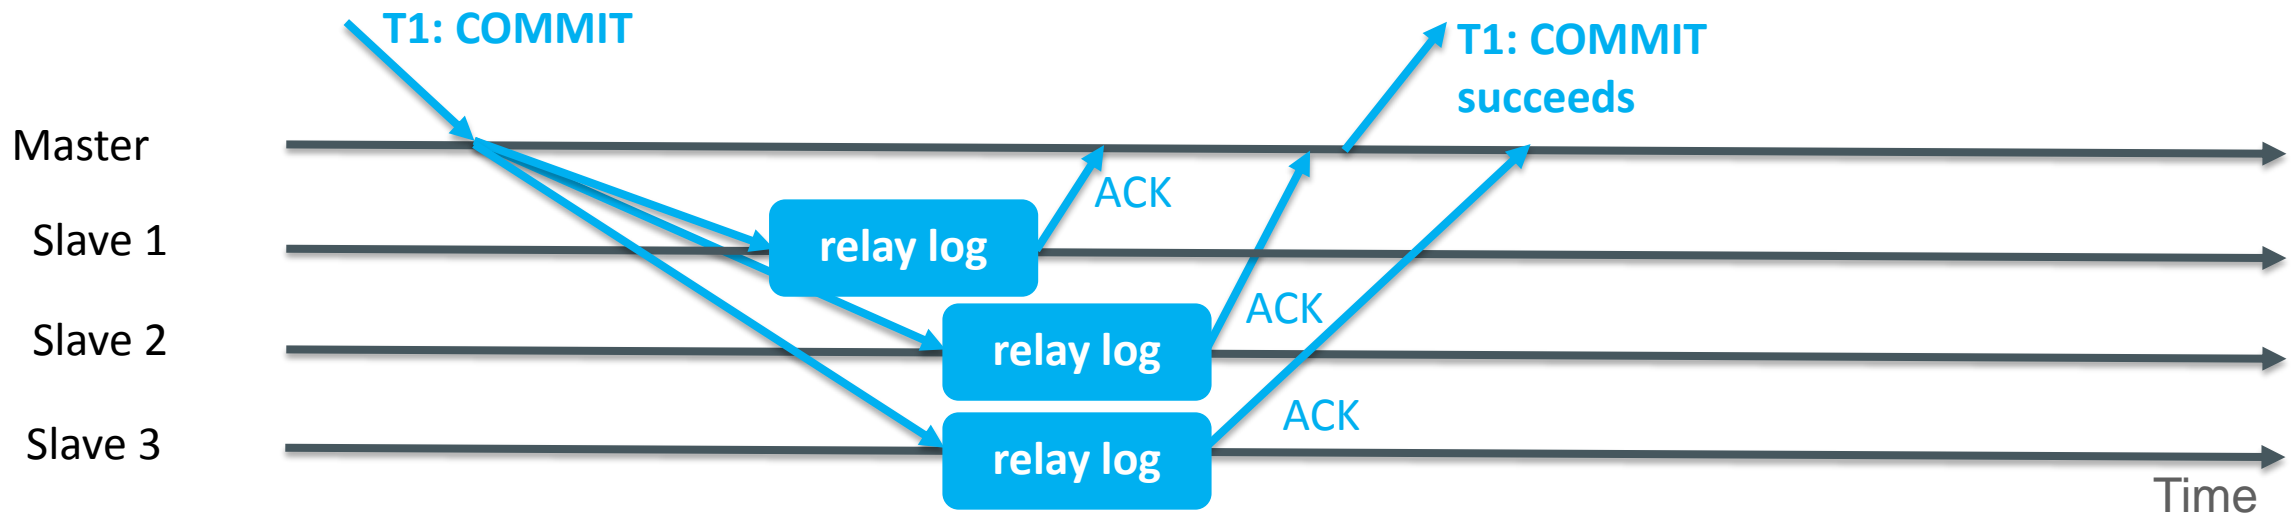 T1: COMMIT
T1: COMMIT
succeeds
Master
ACK
Slave 1
relay log
ACK
Slave 2
relay log
ACK
Slave 3
relay log
Time